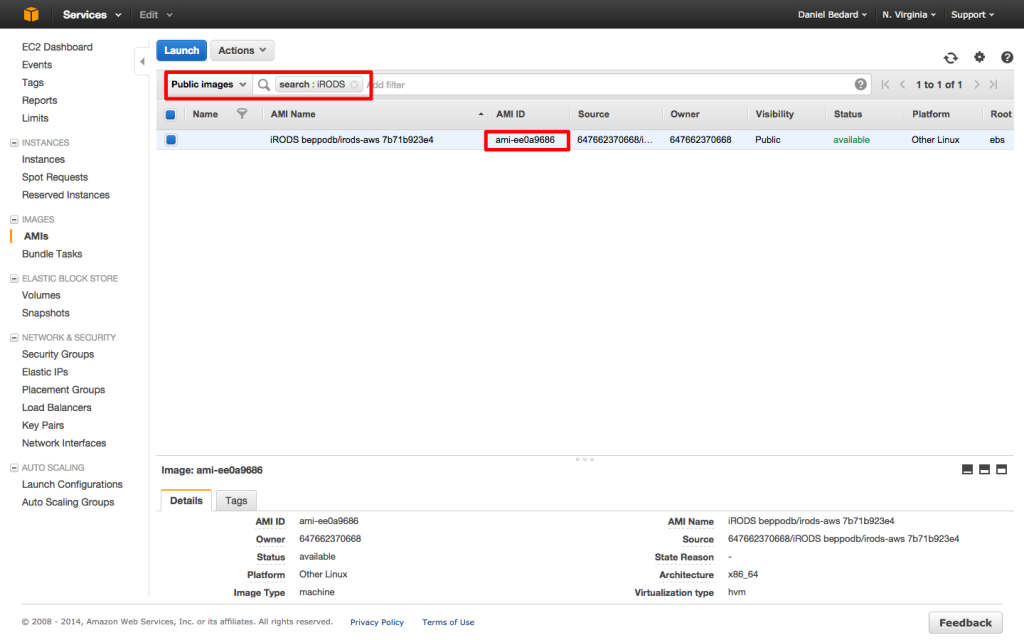 Services Edit Daniel Bedard N. Virginia Support
EC2 Dashboard
Events
Tags
Reports
Limits
INSTANCES
Instances
Spot Requests
Reserved Instances
IMAGES
AMIs
Bundle Tasks
ELASTIC BLOCK STORE
Volumes
Snapshots
NETWORK & SECURITY
Security Groups
Elastic IPs
Placement Groups
Load Balancers
Key Pairs
Network Interfaces
AUTO SCALING
Launch Configurations
Auto Scaling Groups
Launch Actions
Public images search : iRODS Add filter 1 to 1 of 1
Name AMI Name AMI ID Source Owner Visibility Status Platform Root
iRODS beppodb/irods-aws 7b71b923e4 ami-ee0a9686 647662370668/i... 647662370668 Public available Other Linux ebs
Image: ami-ee0a9686
Details Tags
AMI ID ami-ee0a9686 AMI Name iRODS beppodb/irods-aws 7b71b923e4
Owner 647662370668 Source 647662370668/iRODS beppodb/irods-aws 7b71b923e4
Status available State Reason -
Platform Other Linux Architecture x86_64
Image Type machine Virtualization type hvm
© 2008 - 2014, Amazon Web Services, Inc. or its affiliates. All rights reserved. Privacy Policy Terms of Use Feedback